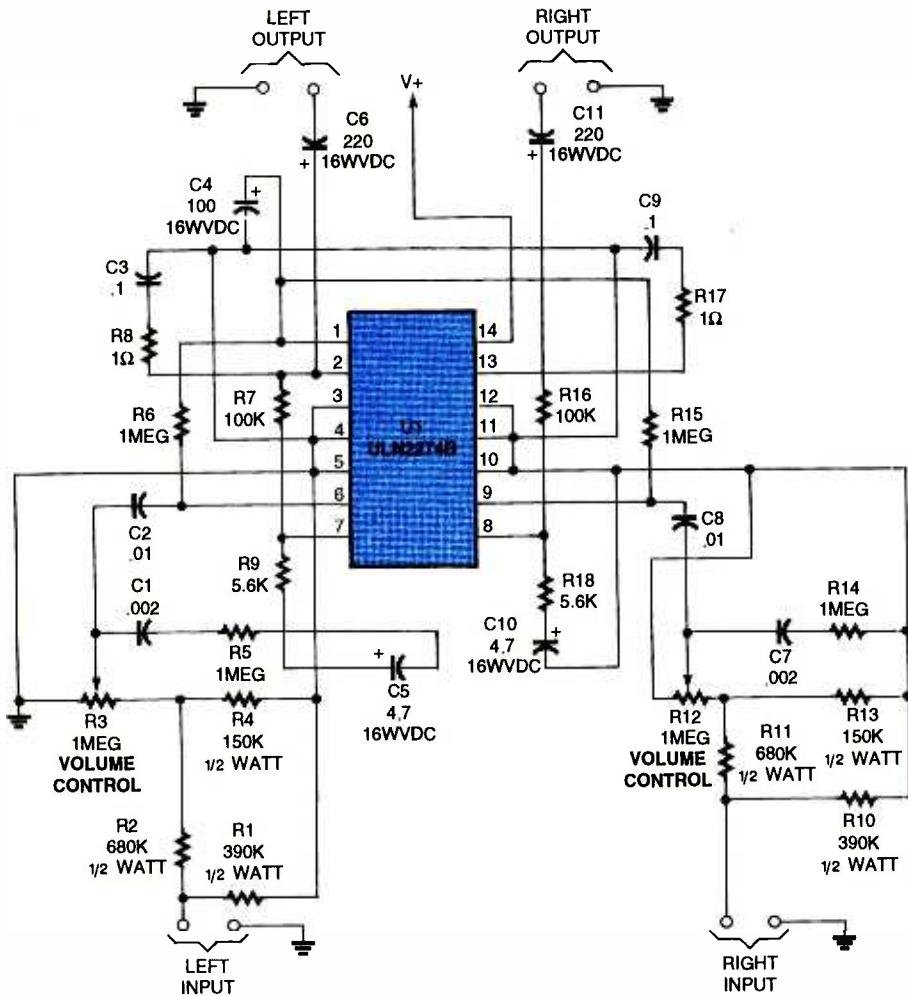 LEFT
OUTPUT
RIGHT
OUTPUT
V+
C6
220
16WVDC
+
C11
220
16WVDC
+
C4
100
16WVDC
+
C9
.1
C3
.1
R17
1Ω
R8
1Ω
1
2
3
4
5
6
7
14
13
12
11
10
9
8
U1
ULN2274B
R6
1MEG
R7
100K
R16
100K
R15
1MEG
C2
.01
C8
.01
R9
5.6K
R18
5.6K
C1
.002
R5
1MEG
+
C5
4.7
16WVDC
C10
4.7
16WVDC
+
R14
1MEG
C7
.002
R3
1MEG
VOLUME
CONTROL
R4
150K
1/2 WATT
R12
1MEG
VOLUME
CONTROL
R11
680K
1/2 WATT
R13
150K
1/2 WATT
R2
680K
1/2 WATT
R1
390K
1/2 WATT
R10
390K
1/2 WATT
LEFT
INPUT
RIGHT
INPUT